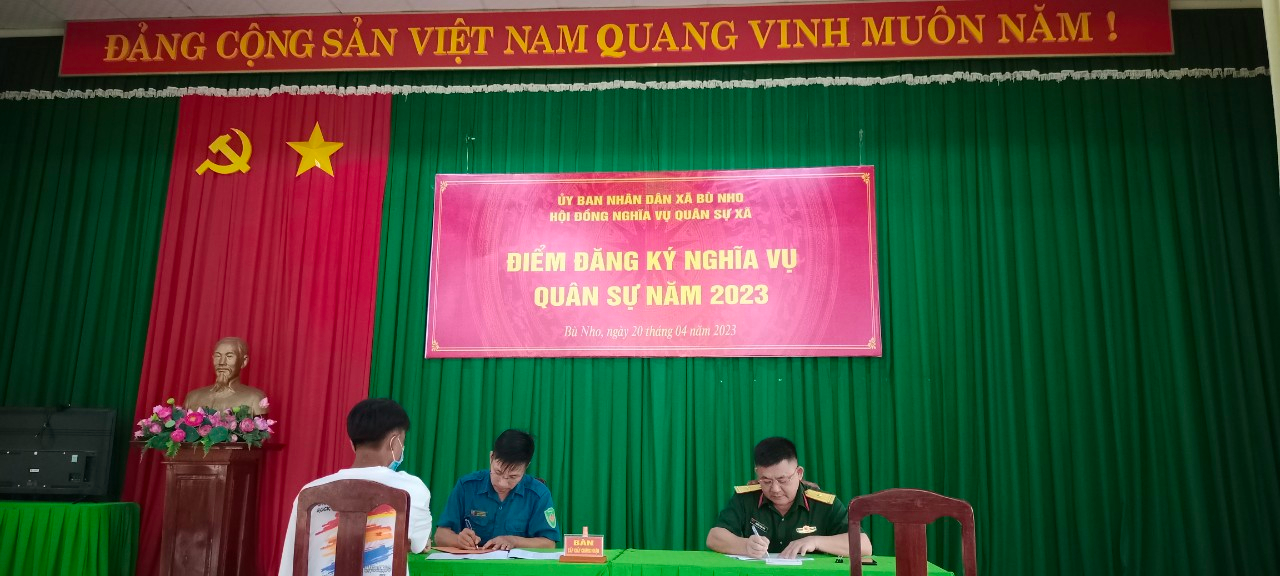 ĐẢNG CỘNG SẢN VIỆT NAM QUANG VINH MUÔN NĂM !
ỦY BAN NHÂN DÂN XÃ BÙ NHO
HỘI ĐỒNG NGHĨA VỤ QUÂN SỰ XÃ
ĐIỂM ĐĂNG KÝ NGHĨA VỤ
QUÂN SỰ NĂM 2023
Bù Nho, ngày 20 tháng 04 năm 2023
BÀN